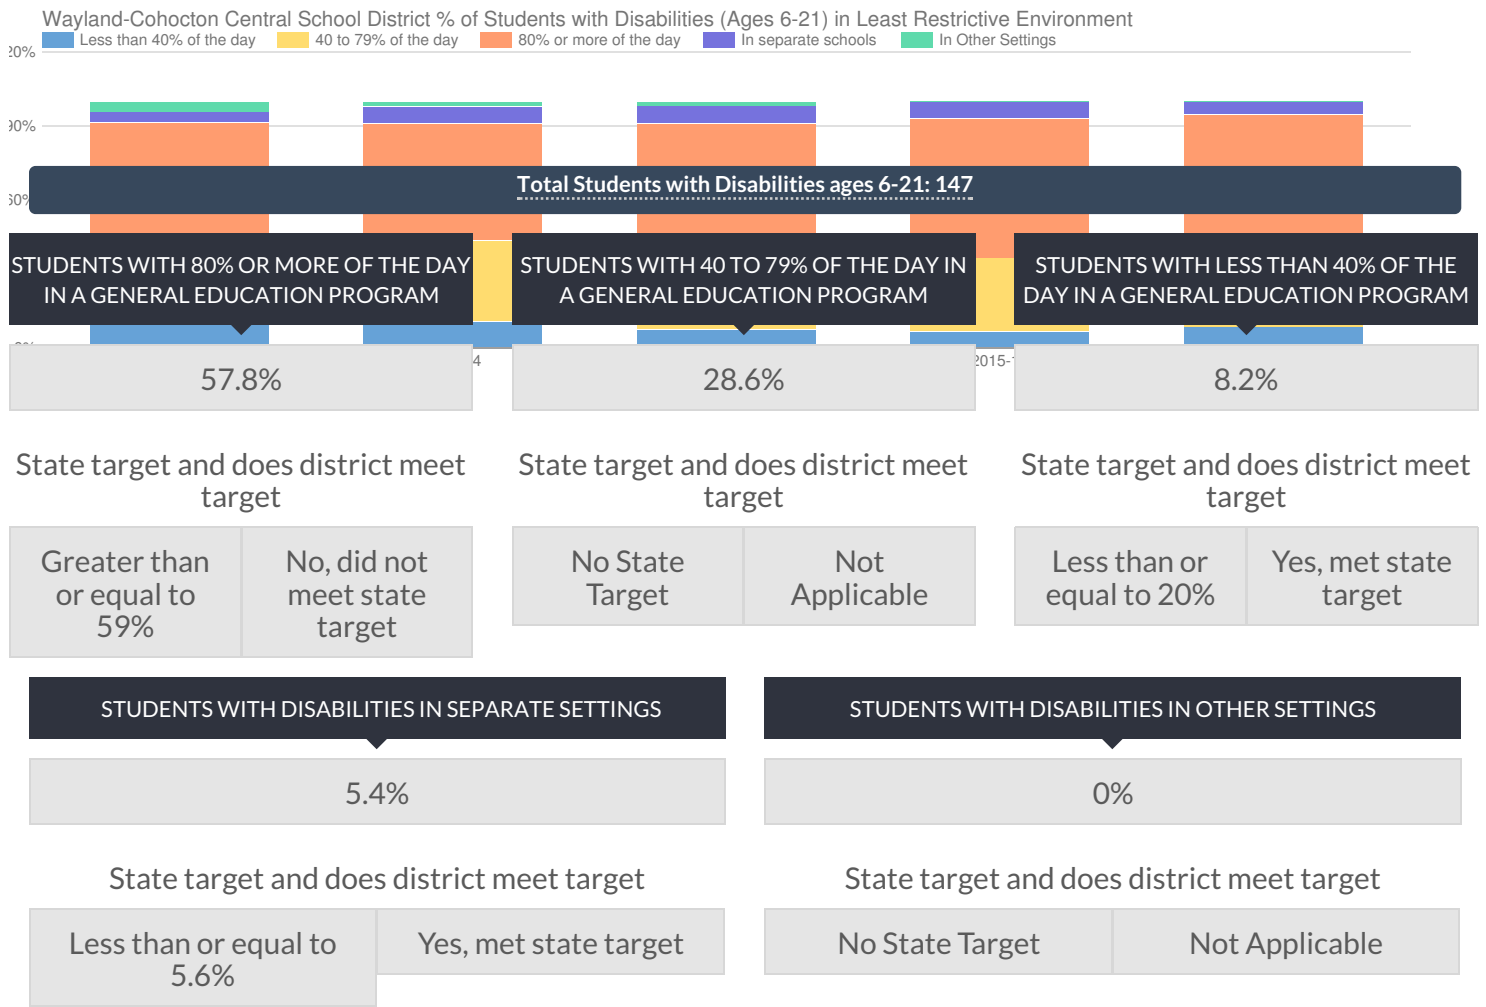 Wayland-Cohocton Central School District % of Students with Disabilities (Ages 6-21) in Least Restrictive Environment
Less than 40% of the day 40 to 79% of the day 80% or more of the day In separate schools In Other Settings
20%
90%
60%
Total Students with Disabilities ages 6-21: 147
STUDENTS WITH 80% OR MORE OF THE DAY
IN A GENERAL EDUCATION PROGRAM
STUDENTS WITH 40 TO 79% OF THE DAY IN
A GENERAL EDUCATION PROGRAM
STUDENTS WITH LESS THAN 40% OF THE
DAY IN A GENERAL EDUCATION PROGRAM
4
2015-1
57.8%
28.6%
8.2%
State target and does district meet
target
State target and does district meet
target
State target and does district meet
target
Greater than
or equal to
59%
No, did not
meet state
target
No State
Target
Not
Applicable
Less than or
equal to 20%
Yes, met state
target
STUDENTS WITH DISABILITIES IN SEPARATE SETTINGS
STUDENTS WITH DISABILITIES IN OTHER SETTINGS
5.4%
0%
State target and does district meet target
State target and does district meet target
Less than or equal to
5.6%
Yes, met state target
No State Target
Not Applicable